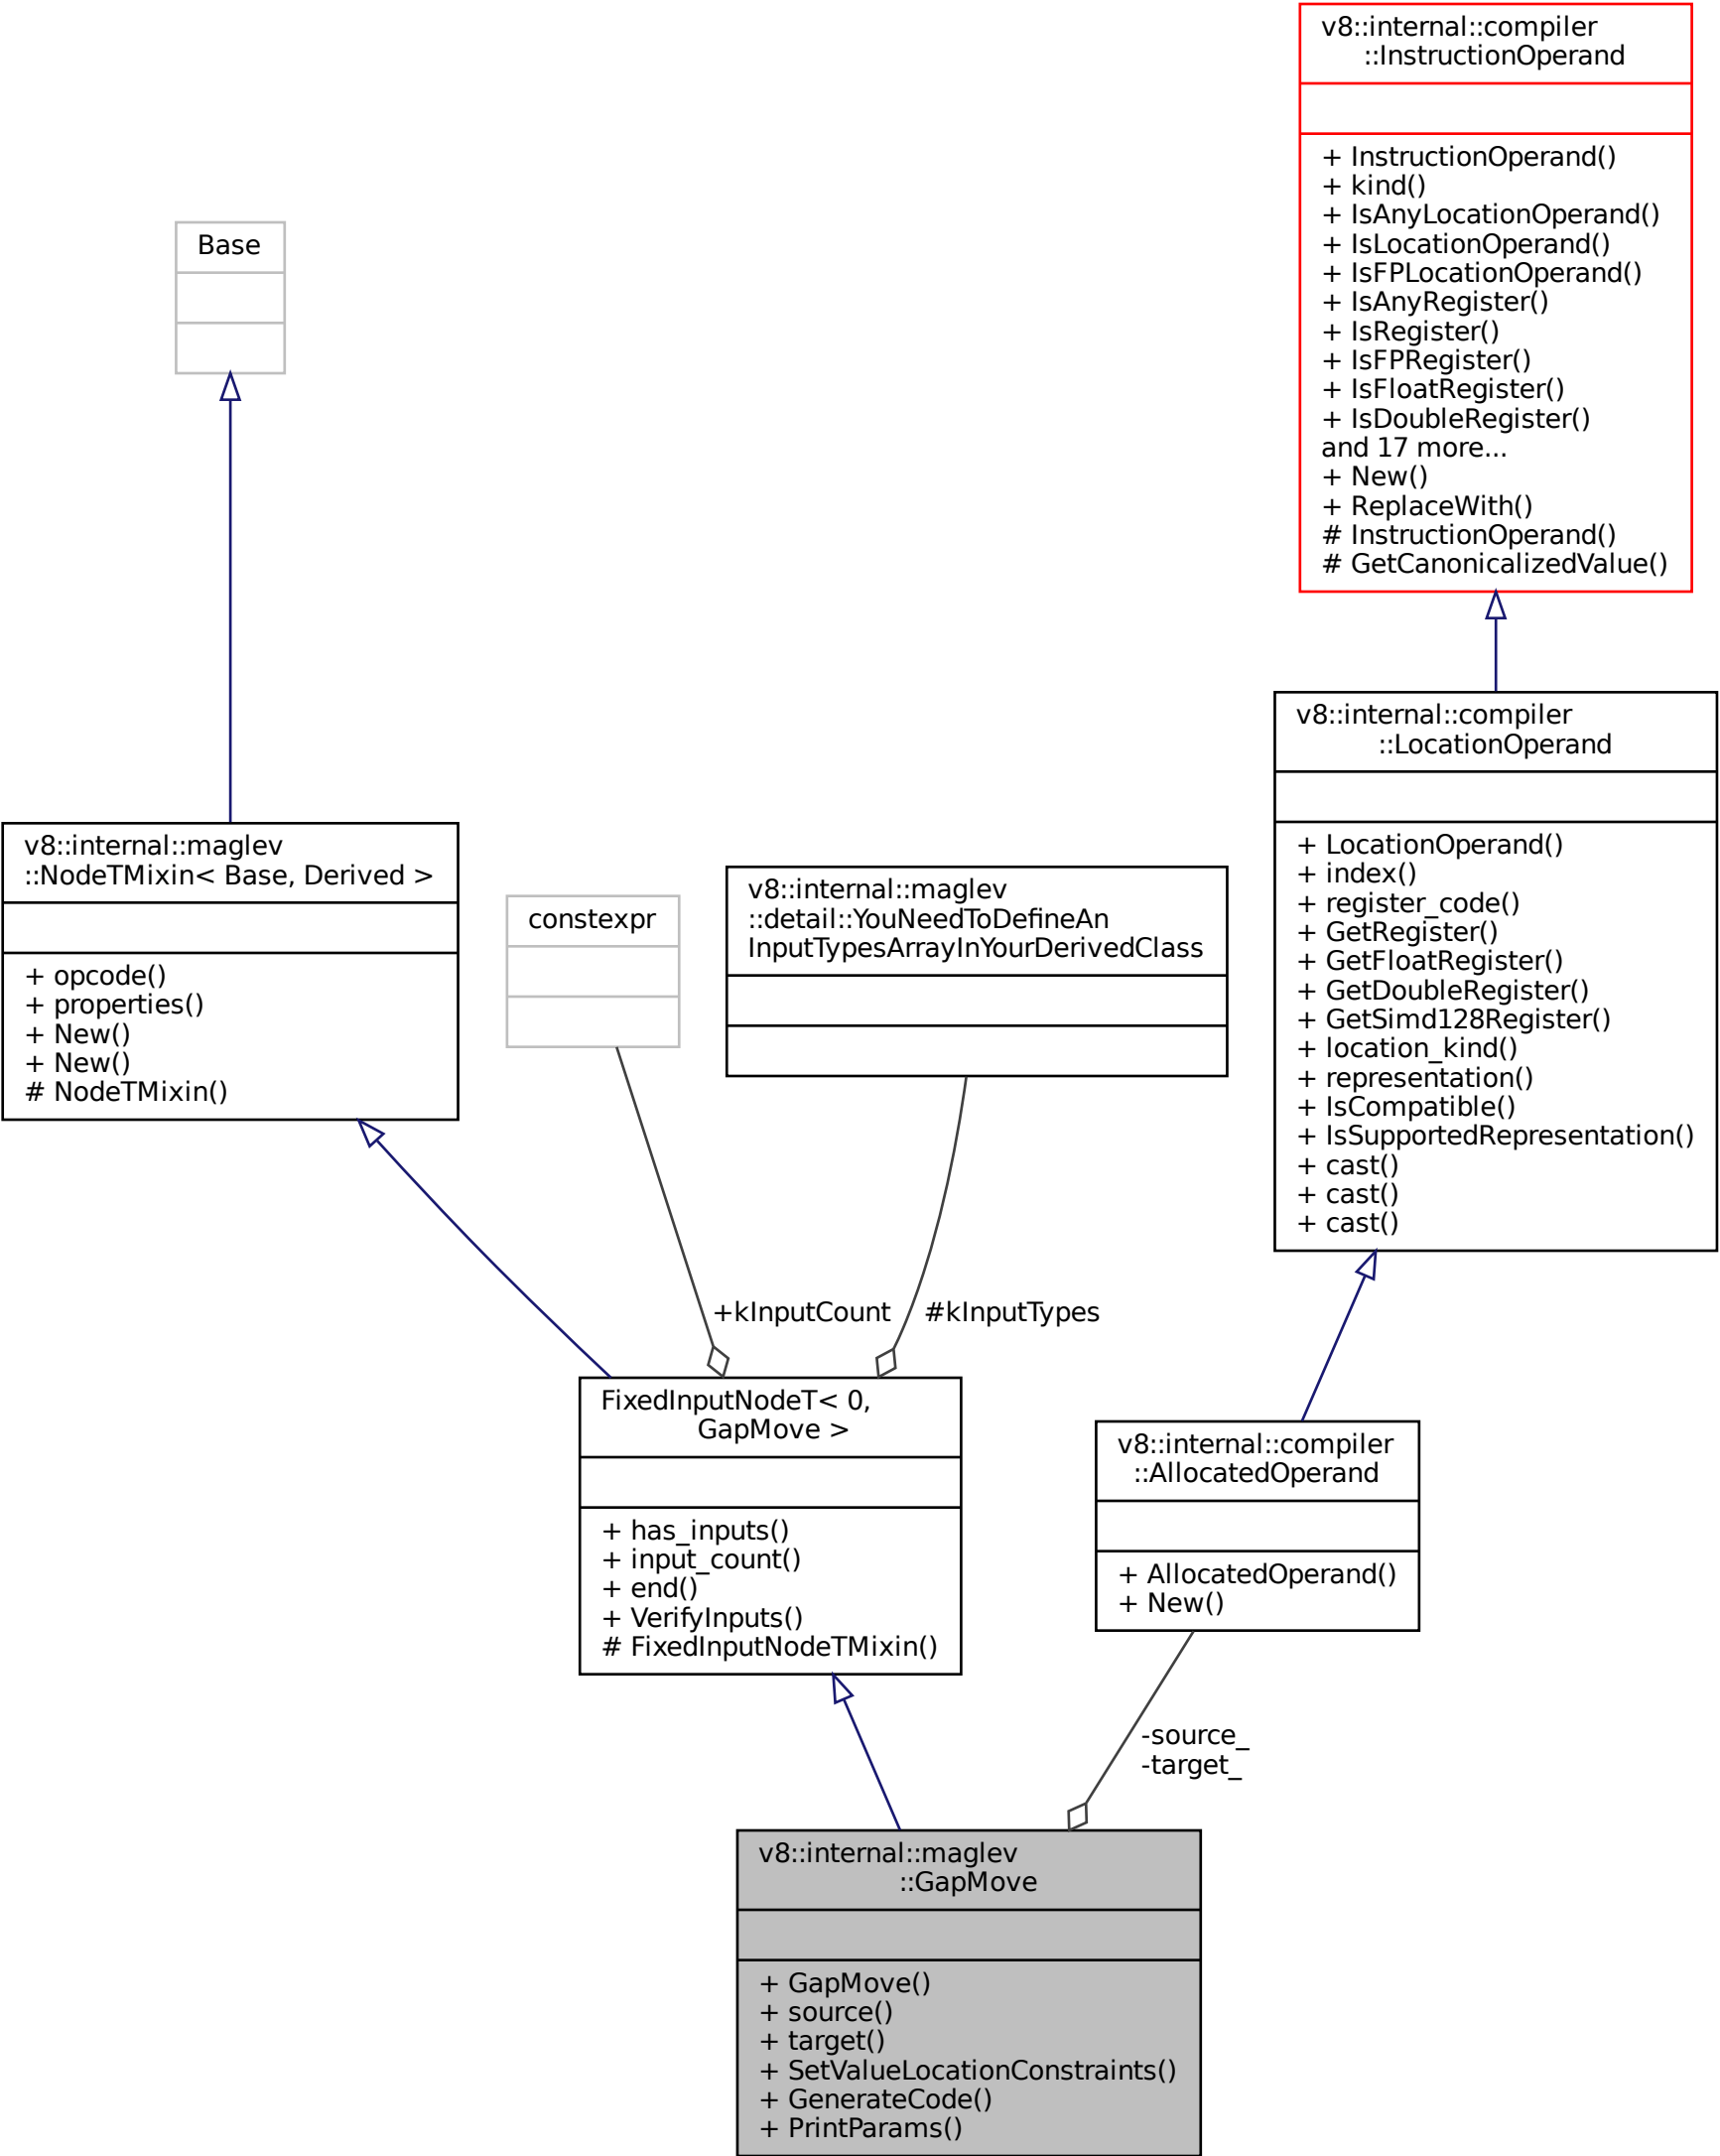 v8::internal::compiler
::InstructionOperand
+ InstructionOperand()
+ kind()
+ IsAnyLocationOperand()
+ IsLocationOperand()
+ IsFPLocationOperand()
+ IsAnyRegister()
+ IsRegister()
+ IsFPRegister()
+ IsFloatRegister()
+ IsDoubleRegister()
and 17 more...
+ New()
+ ReplaceWith()
# InstructionOperand()
# GetCanonicalizedValue()
Base
v8::internal::compiler
::LocationOperand
+ LocationOperand()
+ index()
+ register_code()
+ GetRegister()
+ GetFloatRegister()
+ GetDoubleRegister()
+ GetSimd128Register()
+ location_kind()
+ representation()
+ IsCompatible()
+ IsSupportedRepresentation()
+ cast()
+ cast()
+ cast()
v8::internal::maglev
::NodeTMixin< Base, Derived >
+ opcode()
+ properties()
+ New()
+ New()
# NodeTMixin()
constexpr
v8::internal::maglev
::detail::YouNeedToDefineAn
InputTypesArrayInYourDerivedClass
+kInputCount
#kInputTypes
FixedInputNodeT< 0,
GapMove >
+ has_inputs()
+ input_count()
+ end()
+ VerifyInputs()
# FixedInputNodeTMixin()
v8::internal::compiler
::AllocatedOperand
+ AllocatedOperand()
+ New()
-source_
-target_
v8::internal::maglev
::GapMove
+ GapMove()
+ source()
+ target()
+ SetValueLocationConstraints()
+ GenerateCode()
+ PrintParams()